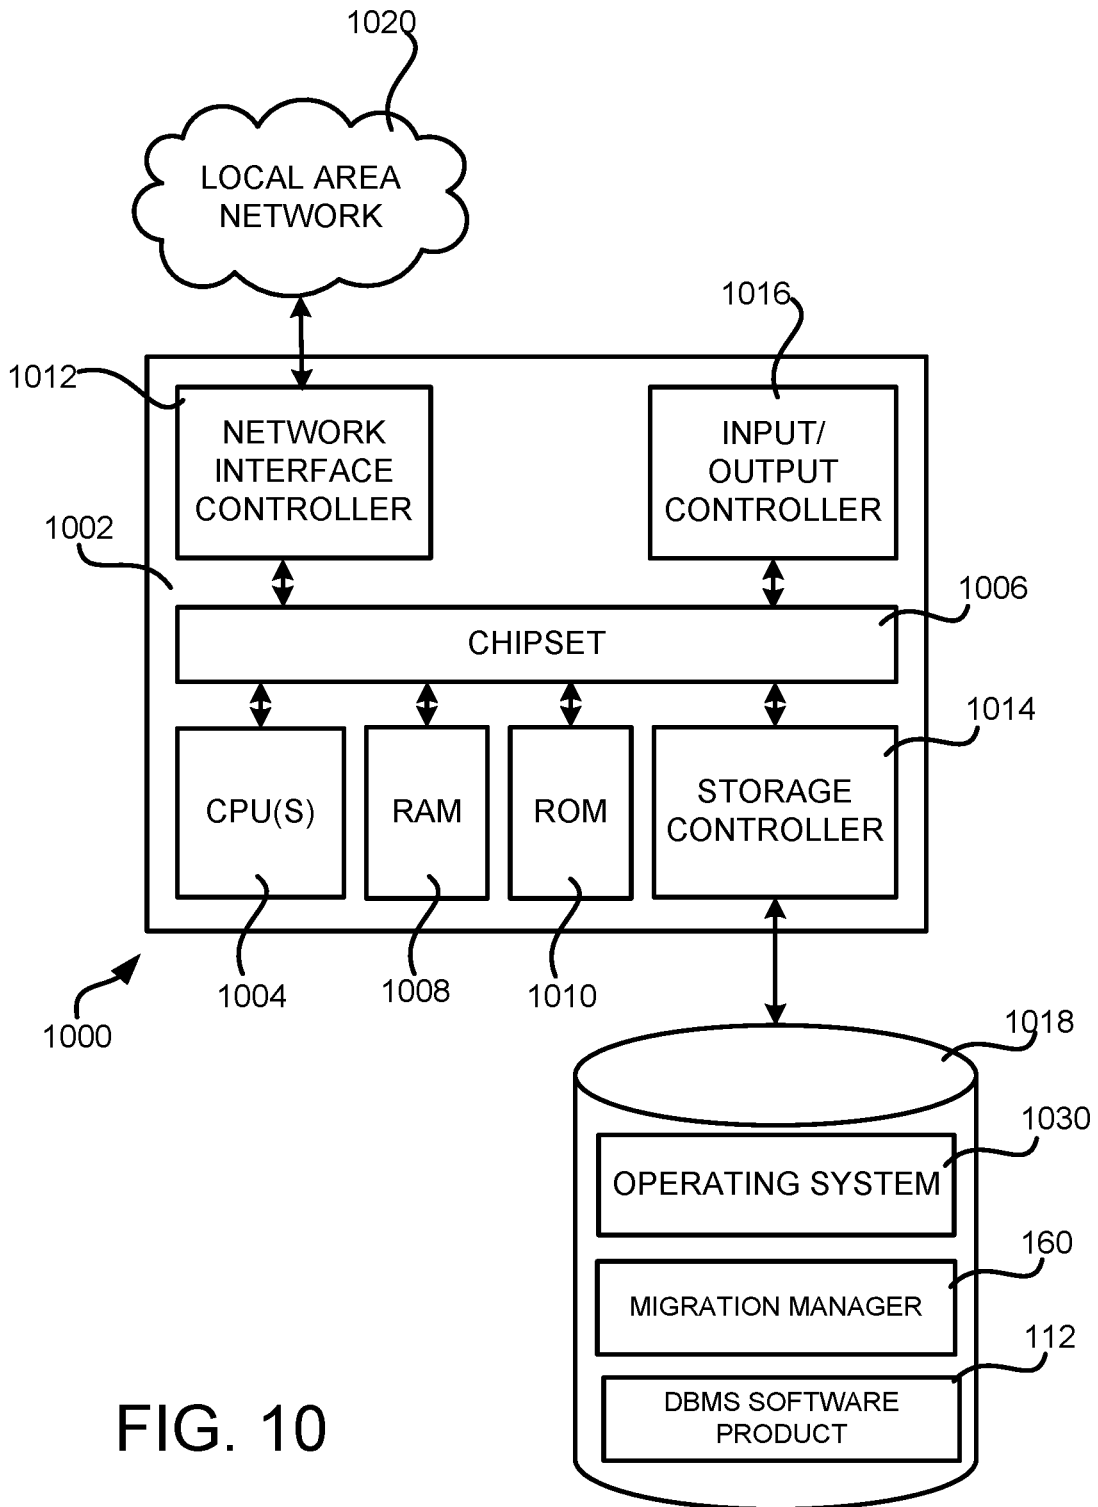 1020
LOCAL AREA
NETWORK
1016
1012
NETWORK
INTERFACE
CONTROLLER
INPUT/
OUTPUT
CONTROLLER
1002
1006
CHIPSET
1014
CPU(S)
RAM
ROM
STORAGE
CONTROLLER
1004
1008
1010
1000
1018
1030
OPERATING SYSTEM
160
MIGRATION MANAGER
112
DBMS SOFTWARE
PRODUCT
FIG. 10